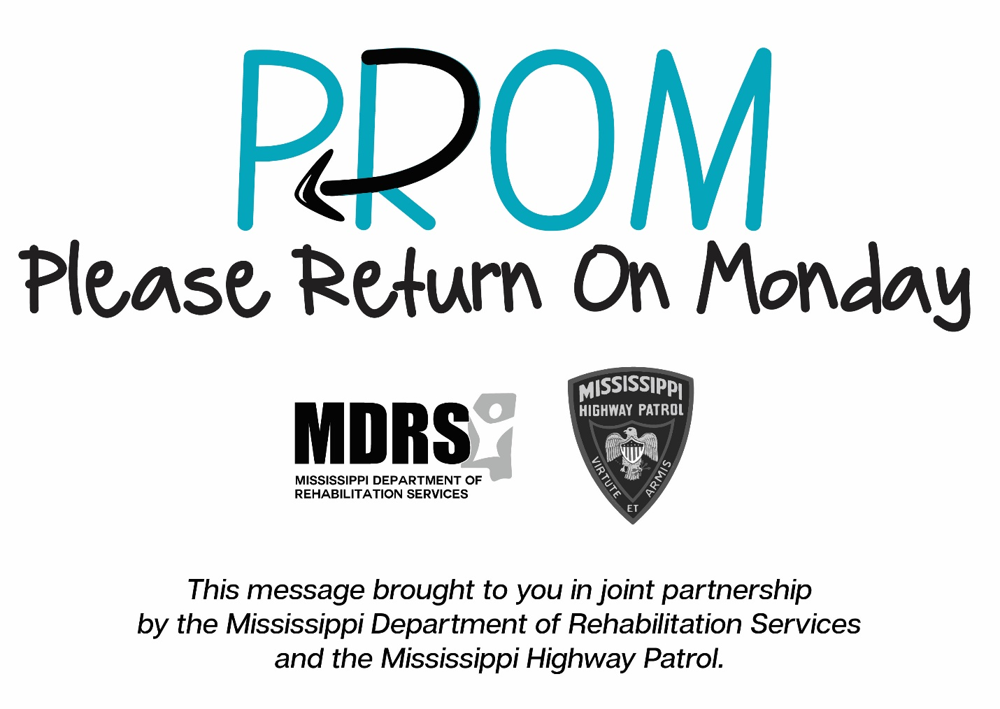 PROM
Please Return On Monday
MDRS
MISSISSIPPI DEPARTMENT OF
REHABILITATION SERVICES
MISSISSIPPI
HIGHWAY PATROL
VIRTUTE ET ARMIS
This message brought to you in joint partnership
by the Mississippi Department of Rehabilitation Services
and the Mississippi Highway Patrol.